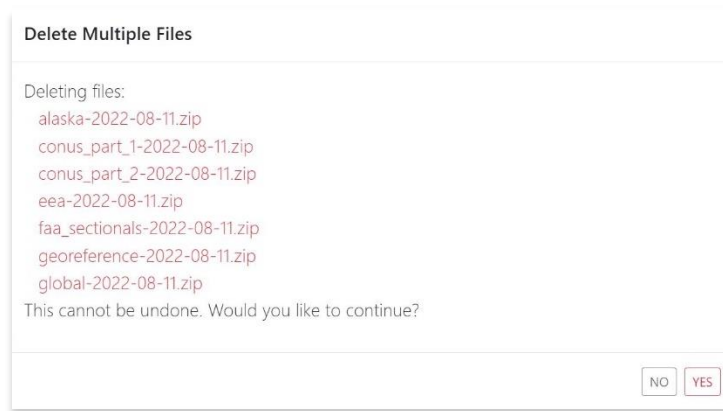 Delete Multiple Files
Deleting files:
alaska-2022-08-11.zip
conus_part_1-2022-08-11.zip
conus_part_2-2022-08-11.zip
eea-2022-08-11.zip
faa_sectionals-2022-08-11.zip
georeference-2022-08-11.zip
global-2022-08-11.zip
This cannot be undone. Would you like to continue?
NO YES